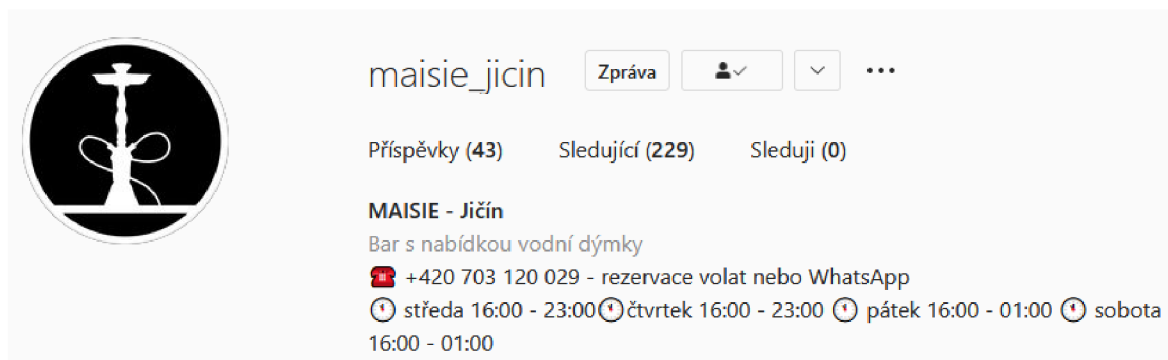 maisie_jicin Zpráva
Příspěvky (43) Sledující (229) Sleduji (0)
MAISIE - Jičín
Bar s nabídkou vodní dýmky
☎️ +420 703 120 029 - rezervace volat nebo WhatsApp
🕚 středa 16:00 - 23:00🕚čtvrtek 16:00 - 23:00 🕚 pátek 16:00 - 01:00 🕚 sobota
16:00 - 01:00